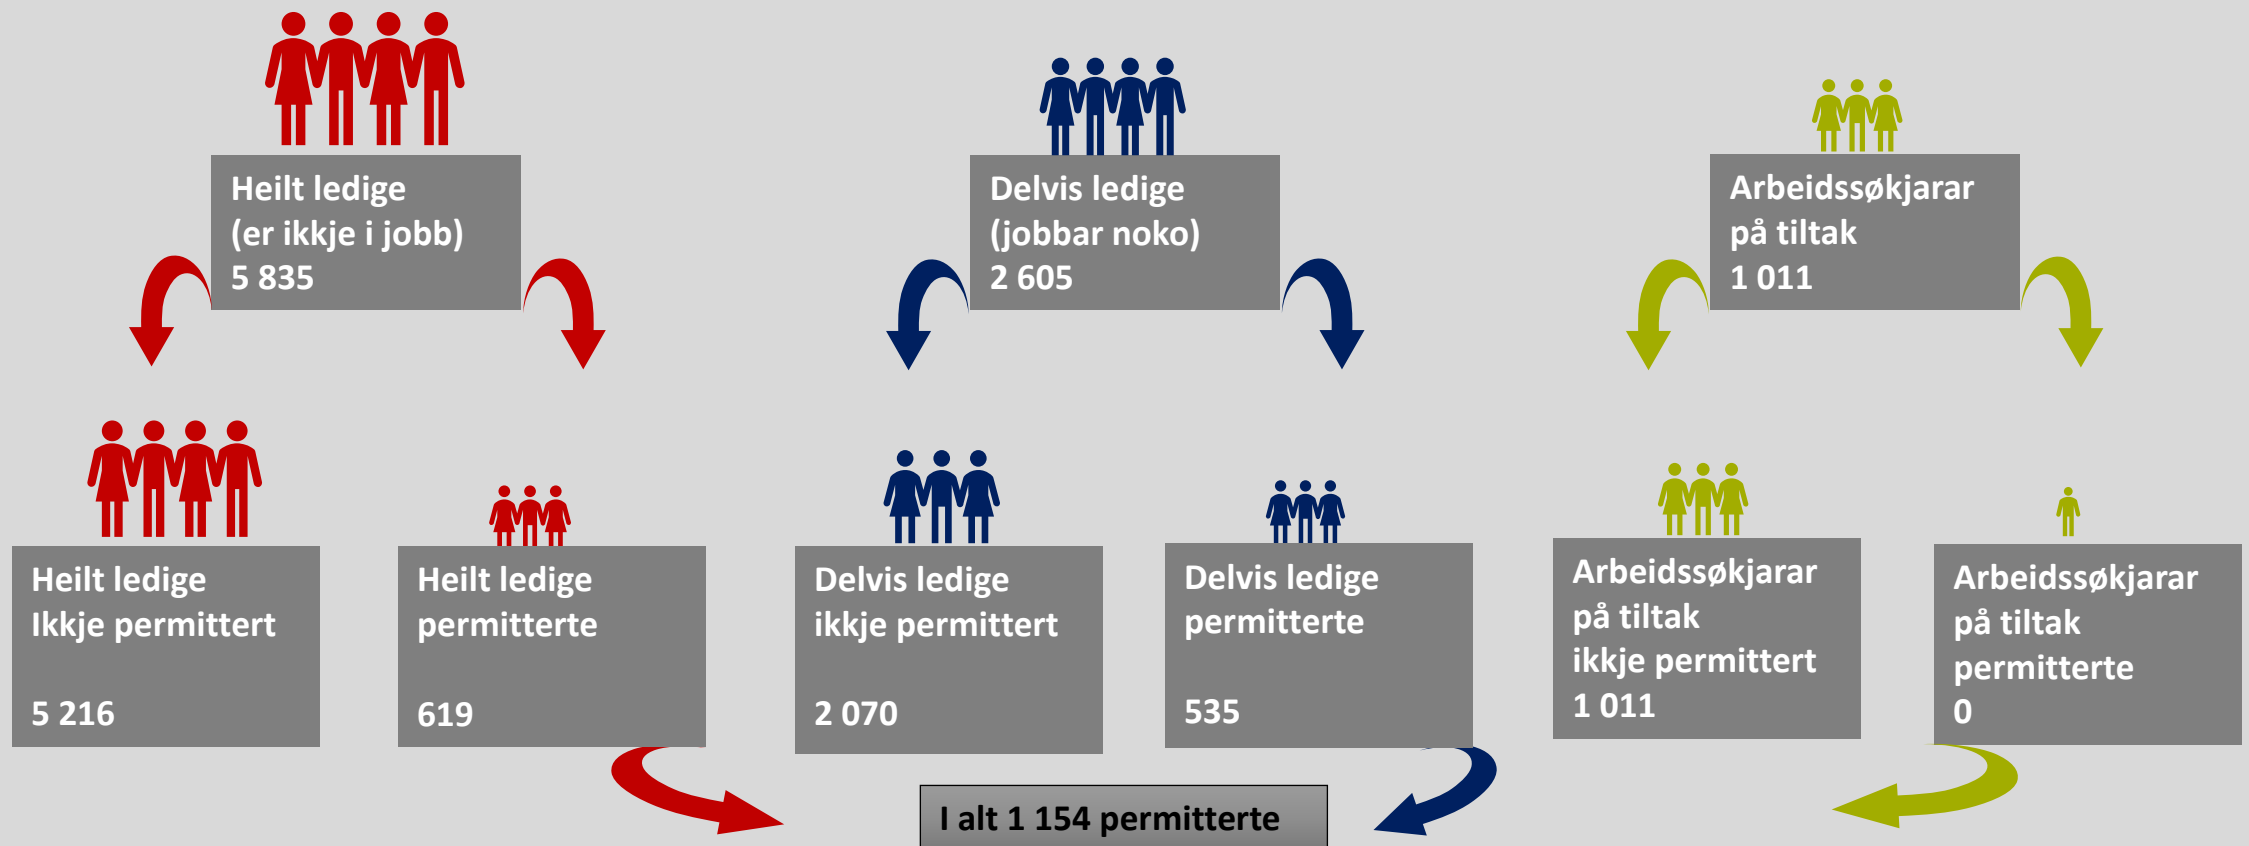 Heilt ledige
(er ikkje i jobb)
5 835
Delvis ledige
(jobbar noko)
2 605
Arbeidssøkjarar
på tiltak
1 011
Heilt ledige
Ikkje permittert
5 216
Heilt ledige
permitterte
619
Delvis ledige
ikkje permittert
2 070
Delvis ledige
permitterte
535
Arbeidssøkjarar
på tiltak
ikkje permittert
1 011
Arbeidssøkjarar
på tiltak
permitterte
0
I alt 1 154 permitterte